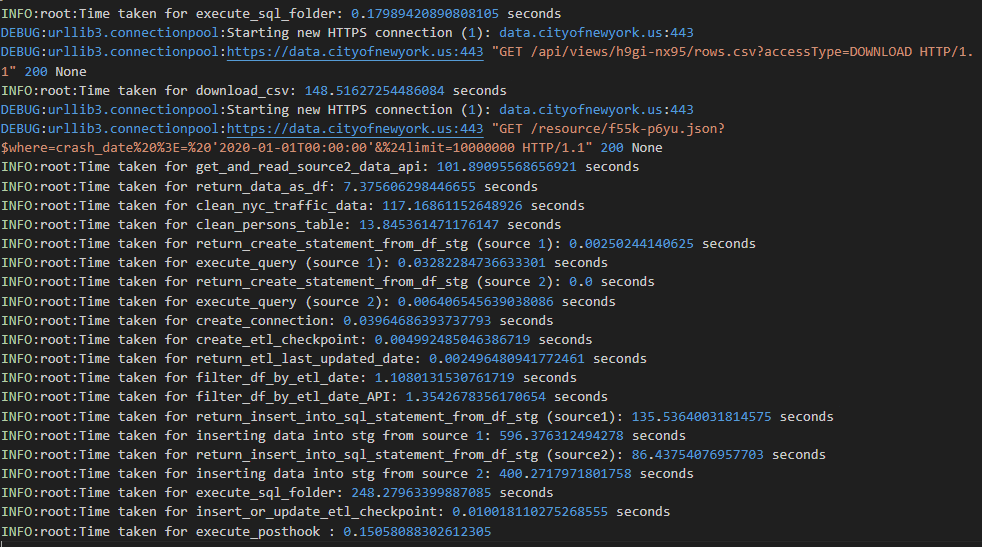 INFO:root:Time taken for execute_sql_folder: 0.17989420890808105 seconds
DEBUG:urllib3.connectionpool:Starting new HTTPS connection (1): data.cityofnewyork.us:443
DEBUG:urllib3.connectionpool:https://data.cityofnewyork.us:443 "GET /api/views/h9gi-nx95/rows.csv?accessType=DOWNLOAD HTTP/1.
1" 200 None
INFO:root:Time taken for download_csv: 148.51627254486084 seconds
DEBUG:urllib3.connectionpool:Starting new HTTPS connection (1): data.cityofnewyork.us:443
DEBUG:urllib3.connectionpool:https://data.cityofnewyork.us:443 "GET /resource/f55k-p6yu.json?
$where=crash_date%20%3E=%20'2020-01-01T00:00:00'&%24limit=10000000 HTTP/1.1" 200 None
INFO:root:Time taken for get_and_read_source2_data_api: 101.89095568656921 seconds
INFO:root:Time taken for return_data_as_df: 7.375606298446655 seconds
INFO:root:Time taken for clean_nyc_traffic_data: 117.16861152648926 seconds
INFO:root:Time taken for clean_persons_table: 13.845361471176147 seconds
INFO:root:Time taken for return_create_statement_from_df_stg (source 1): 0.00250244140625 seconds
INFO:root:Time taken for execute_query (source 1): 0.03282284736633301 seconds
INFO:root:Time taken for return_create_statement_from_df_stg (source 2): 0.0 seconds
INFO:root:Time taken for execute_query (source 2): 0.006406545639038086 seconds
INFO:root:Time taken for create_connection: 0.03964686393737793 seconds
INFO:root:Time taken for create_etl_checkpoint: 0.004992485046386719 seconds
INFO:root:Time taken for return_etl_last_updated_date: 0.002496480941772461 seconds
INFO:root:Time taken for filter_df_by_etl_date: 1.1080131530761719 seconds
INFO:root:Time taken for filter_df_by_etl_date_API: 1.3542678356170654 seconds
INFO:root:Time taken for return_insert_into_sql_statement_from_df_stg (source1): 135.53640031814575 seconds
INFO:root:Time taken for inserting data into stg from source 1: 596.376312494278 seconds
INFO:root:Time taken for return_insert_into_sql_statement_from_df_stg (source2): 86.43754076957703 seconds
INFO:root:Time taken for inserting data into stg from source 2: 400.2717971801758 seconds
INFO:root:Time taken for execute_sql_folder: 248.27963399887085 seconds
INFO:root:Time taken for insert_or_update_etl_checkpoint: 0.010018110275268555 seconds
INFO:root:Time taken for execute_posthook : 0.15058088302612305